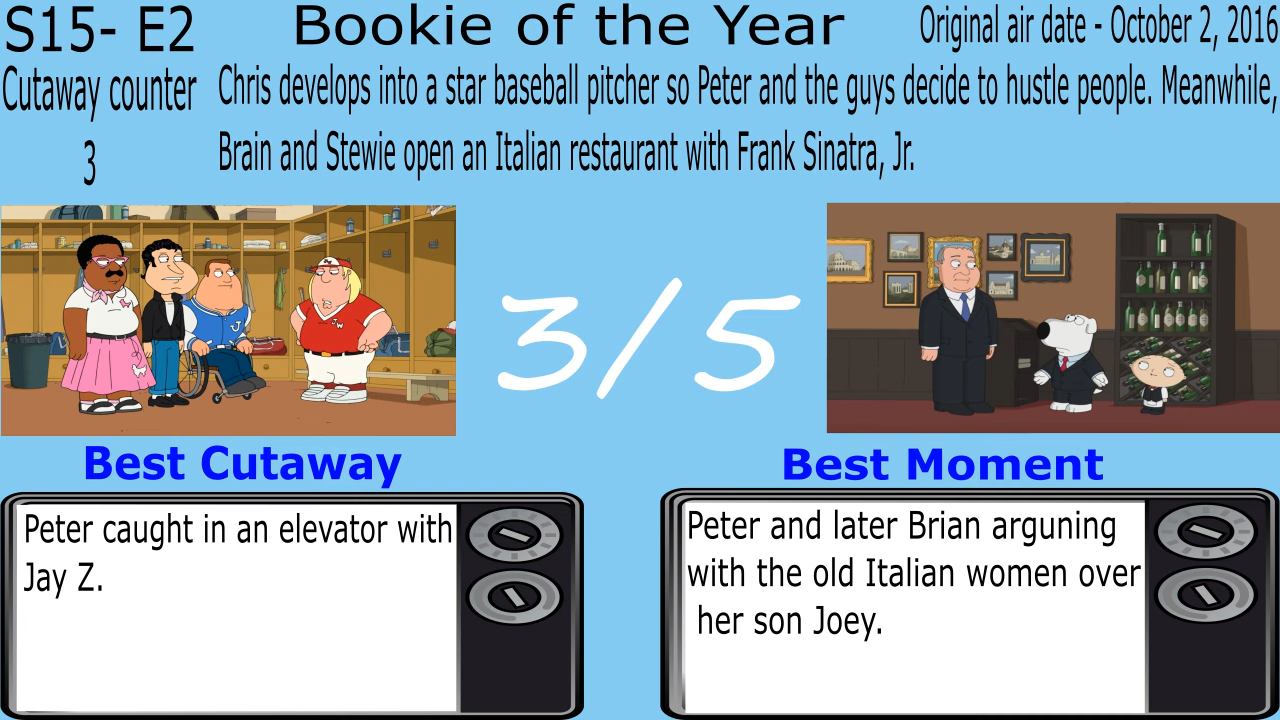 S15- E2
Bookie of the Year
Original air date - October 2, 2016
Cutaway counter
3
Chris develops into a star baseball pitcher so Peter and the guys decide to hustle people. Meanwhile,
Brain and Stewie open an Italian restaurant with Frank Sinatra, Jr.
3/5
Best Cutaway
Peter caught in an elevator with
Jay Z.
Best Moment
Peter and later Brian arguning
with the old Italian women over
her son Joey.